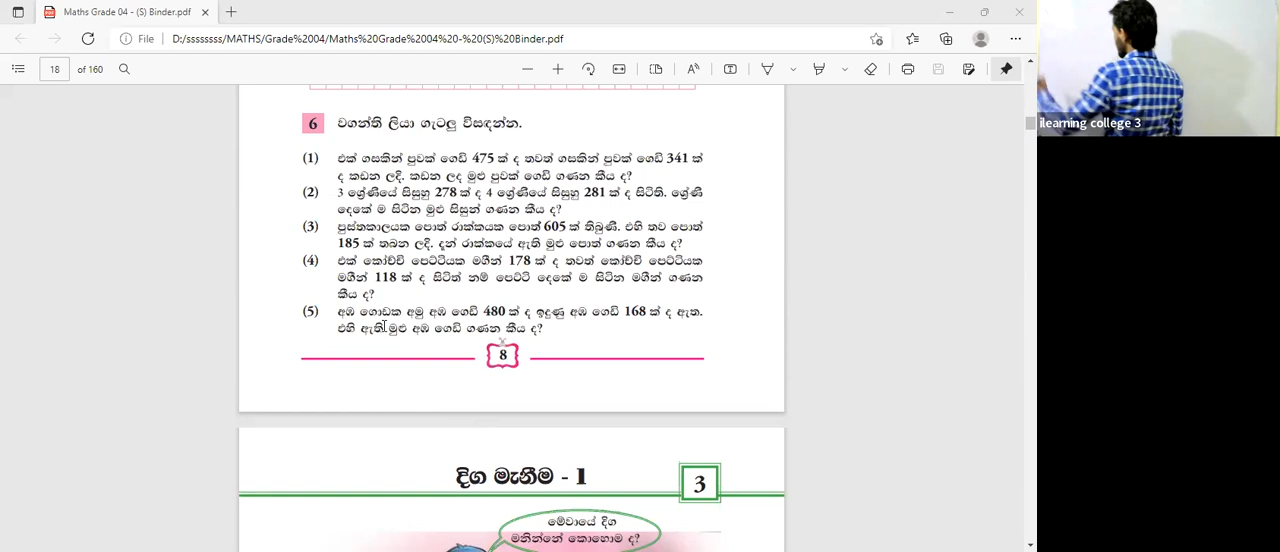 Maths Grade 04 - (S) Binder.pdf
File
D:/ssssssss/MATHS/Grade%2004/Maths%20Grade%2004%20-%20(S)%20Binder.pdf
18 of 160
ilearning college 3
6 වගන්ති ලියා ගැටලු විසඳන්න.
(1) එක් ගසකින් පුවක් ගෙඩි 475 ක් ද තවත් ගසකින් පුවක් ගෙඩි 341 ක්
ද කඩන ලදි. කඩන ලද මුළු පුවක් ගෙඩි ගණන කීය ද?
(2) 3 ශ්‍රේණියේ සිසුහු 278 ක් ද 4 ශ්‍රේණියේ සිසුහු 281 ක් ද සිටිති. ශ්‍රේණි
දෙකේ ම සිටින මුළු සිසුන් ගණන කීය ද?
(3) පුස්තකාලයක පොත් රාක්කයක පොත් 605 ක් තිබුණි. එහි තව පොත්
185 ක් තබන ලදි. දැන් රාක්කයේ ඇති මුළු පොත් ගණන කීය ද?
(4) එක් කෝච්චි පෙට්ටියක මගීන් 178 ක් ද තවත් කෝච්චි පෙට්ටියක
මගීන් 118 ක් ද සිටිත් නම් පෙට්ටි දෙකේ ම සිටින මගීන් ගණන
කීය ද?
(5) අඹ ගොඩක අමු අඹ ගෙඩි 480 ක් ද ඉදුණු අඹ ගෙඩි 168 ක් ද ඇත.
එහි ඇති මුළු අඹ ගෙඩි ගණන කීය ද?
8
දිග මැනීම - 1
3
මේවායේ දිග
මනින්නේ කොහොම ද?